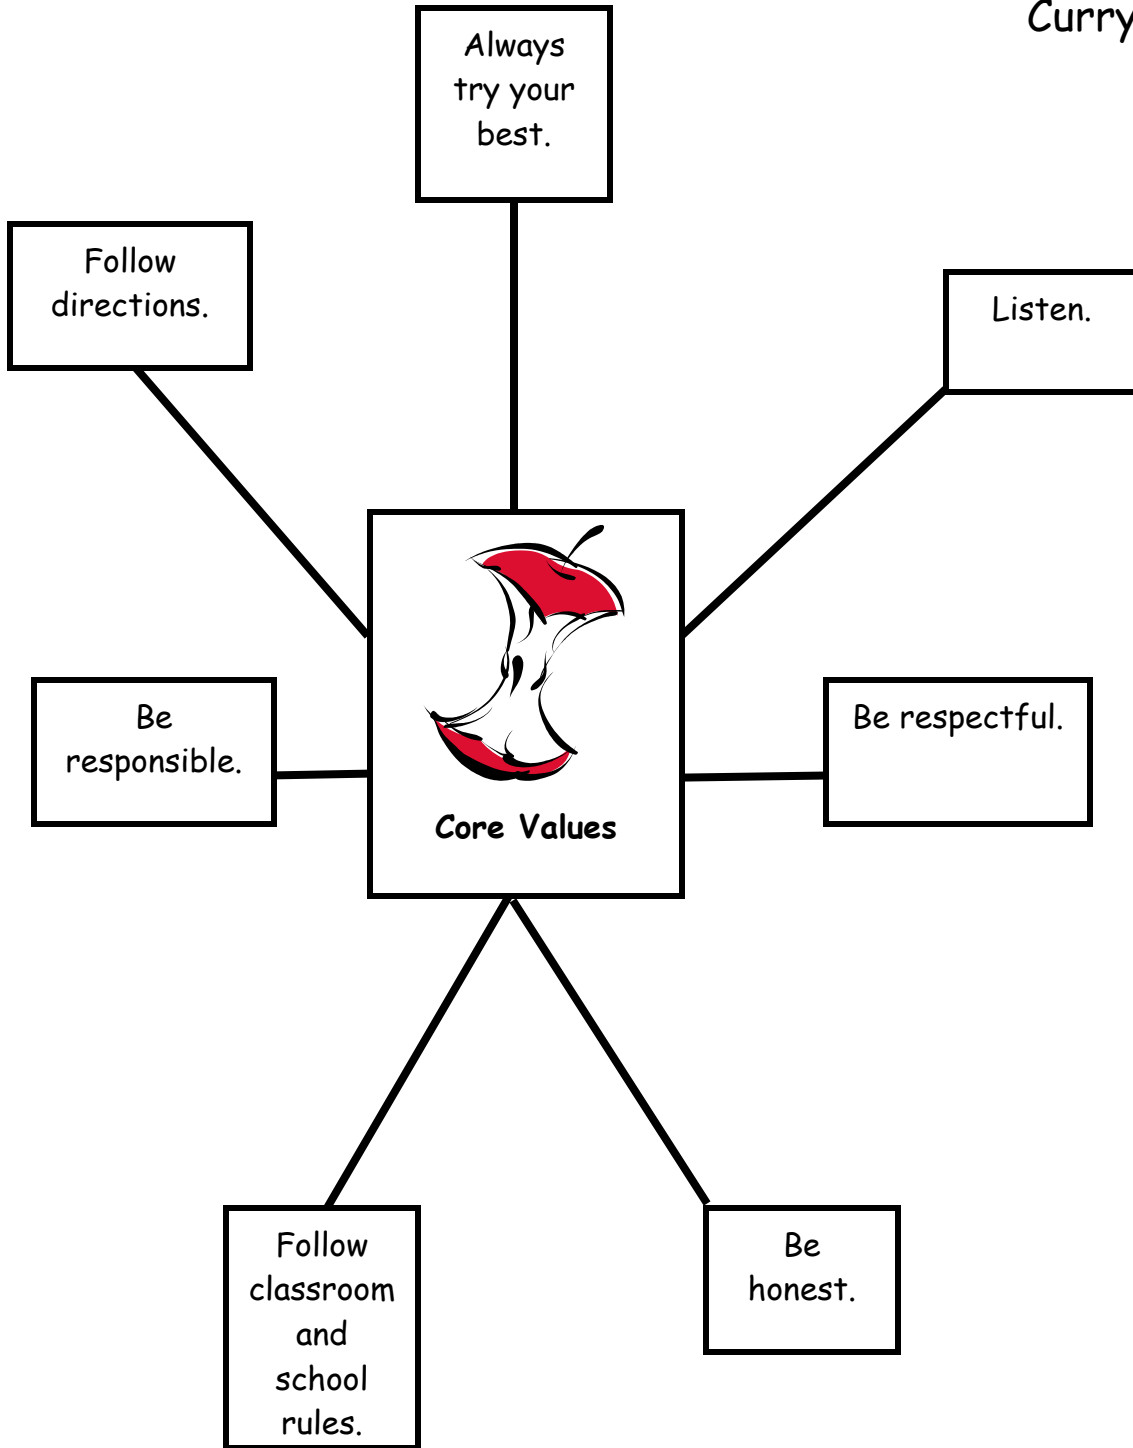 Curry
Always
try your
best.
Follow
directions.
Listen.
Be
responsible.
Be respectful.
Core Values
Follow
classroom
and
school
rules.
Be
honest.